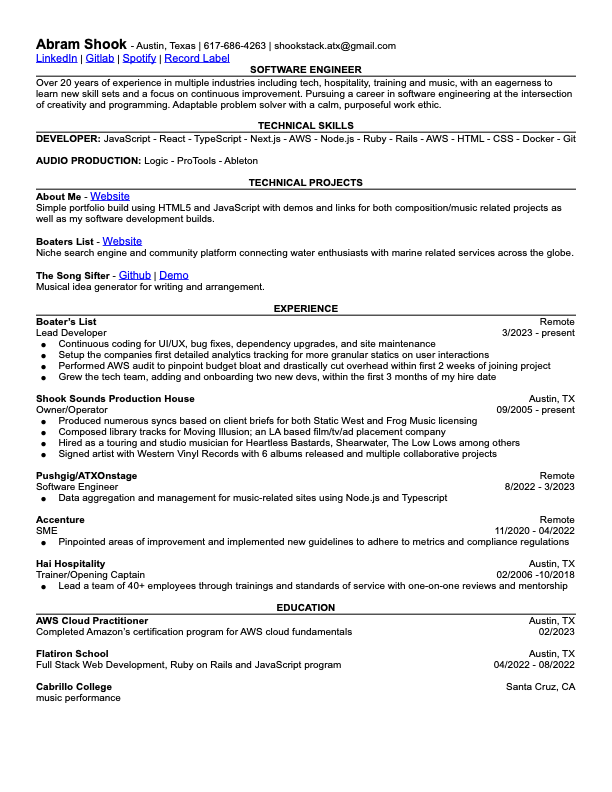 Abram Shook - Austin, Texas | 617-686-4263 | shookstack.atx@gmail.com
LinkedIn | Gitlab | Spotify | Record Label
SOFTWARE ENGINEER
Over 20 years of experience in multiple industries including tech, hospitality, training and music, with an eagerness to
learn new skill sets and a focus on continuous improvement. Pursuing a career in software engineering at the intersection
of creativity and programming. Adaptable problem solver with a calm, purposeful work ethic.
TECHNICAL SKILLS
DEVELOPER: JavaScript - React - TypeScript - Next.js - AWS - Node.js - Ruby - Rails - AWS - HTML - CSS - Docker - Git
AUDIO PRODUCTION: Logic - ProTools - Ableton
TECHNICAL PROJECTS
About Me - Website
Simple portfolio build using HTML5 and JavaScript with demos and links for both composition/music related projects as
well as my software development builds.
Boaters List - Website
Niche search engine and community platform connecting water enthusiasts with marine related services across the globe.
The Song Sifter - Github | Demo
Musical idea generator for writing and arrangement.
EXPERIENCE
Boater's List Remote
Lead Developer 3/2023 - present
● Continuous coding for UI/UX, bug fixes, dependency upgrades, and site maintenance
● Setup the companies first detailed analytics tracking for more granular statics on user interactions
● Performed AWS audit to pinpoint budget bloat and drastically cut overhead within first 2 weeks of joining project
● Grew the tech team, adding and onboarding two new devs, within the first 3 months of my hire date
Shook Sounds Production House Austin, TX
Owner/Operator 09/2005 - present
● Produced numerous syncs based on client briefs for both Static West and Frog Music licensing
● Composed library tracks for Moving Illusion; an LA based film/tv/ad placement company
● Hired as a touring and studio musician for Heartless Bastards, Shearwater, The Low Lows among others
● Signed artist with Western Vinyl Records with 6 albums released and multiple collaborative projects
Pushgig/ATXOnstage Remote
Software Engineer 8/2022 - 3/2023
● Data aggregation and management for music-related sites using Node.js and Typescript
Accenture Remote
SME 11/2020 - 04/2022
● Pinpointed areas of improvement and implemented new guidelines to adhere to metrics and compliance regulations
Hai Hospitality Austin, TX
Trainer/Opening Captain 02/2006 -10/2018
● Lead a team of 40+ employees through trainings and standards of service with one-on-one reviews and mentorship
EDUCATION
AWS Cloud Practitioner Austin, TX
Completed Amazon's certification program for AWS cloud fundamentals 02/2023
Flatiron School Austin, TX
Full Stack Web Development, Ruby on Rails and JavaScript program 04/2022 - 08/2022
Cabrillo College Santa Cruz, CA
music performance